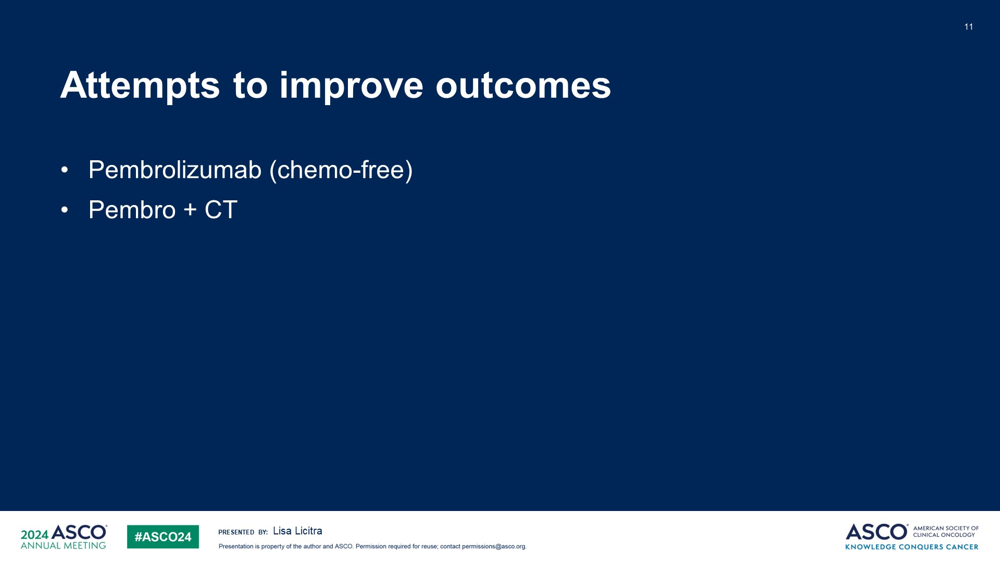 11
Attempts to improve outcomes
• Pembrolizumab (chemo-free)
• Pembro + CT
2024 ASCO®
ANNUAL MEETING
#ASCO24
PRESENTED BY: Lisa Licitra
Presentation is property of the author and ASCO. Permission required for reuse; contact permissions@asco.org.
ASCO® AMERICAN SOCIETY OF
CLINICAL ONCOLOGY
KNOWLEDGE CONQUERS CANCER